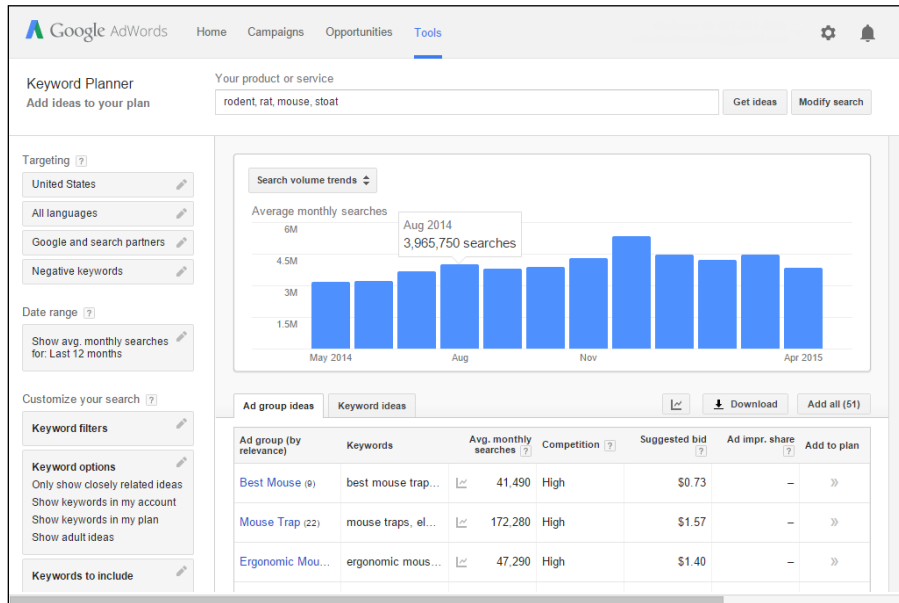 Google AdWords Home Campaigns Opportunities Tools
Keyword Planner
Add ideas to your plan
Your product or service
rodent, rat, mouse, stoat
Get ideas
Modify search
Targeting ?
United States
All languages
Google and search partners
Negative keywords
Date range ?
Show avg. monthly searches
for: Last 12 months
Customize your search ?
Keyword filters
Keyword options
Only show closely related ideas
Show keywords in my account
Show keywords in my plan
Show adult ideas
Keywords to include
Search volume trends
Average monthly searches
Aug 2014
3,965,750 searches
6M
4.5M
3M
1.5M
May 2014 Aug Nov Apr 2015
Ad group ideas Keyword ideas Download Add all (51)
Ad group (by
relevance)
Keywords
Avg. monthly
searches ?
Competition ?
Suggested bid
?
Ad impr. share
?
Add to plan
Best Mouse (9) best mouse trap... 41,490 High $0.73 – »
Mouse Trap (22) mouse traps, el... 172,280 High $1.57 – »
Ergonomic Mou... ergonomic mous... 47,290 High $1.40 – »